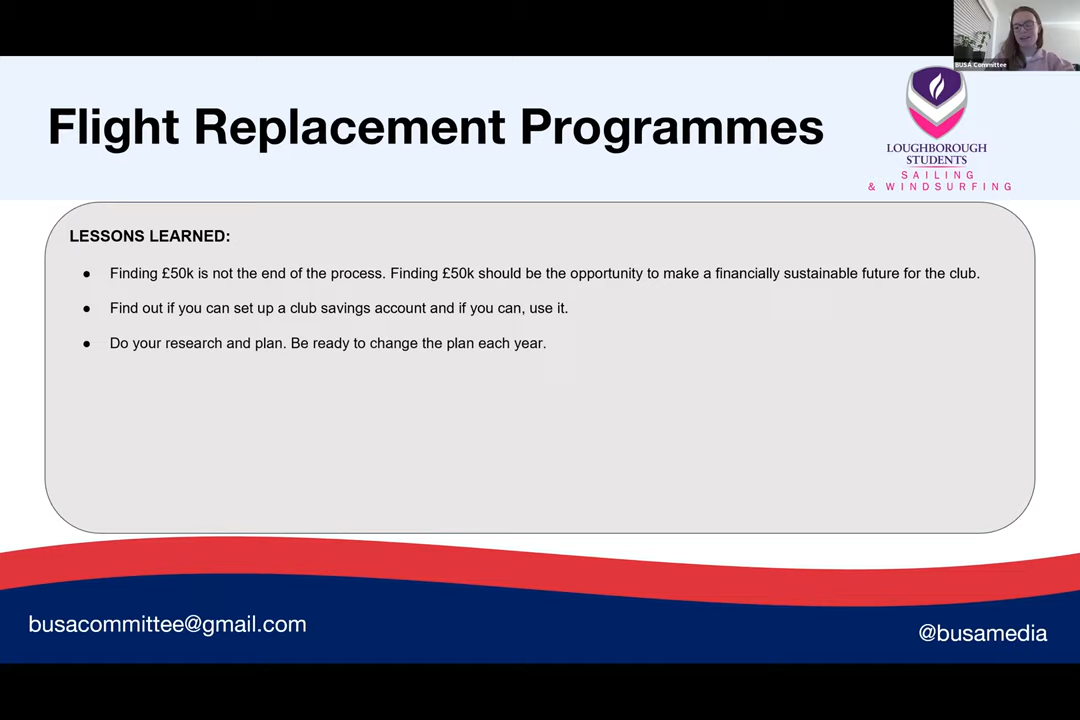 BUSA Committee
Flight Replacement Programmes
LOUGHBOROUGH
STUDENTS
SAILING
& WINDSURFING
LESSONS LEARNED:
● Finding £50k is not the end of the process. Finding £50k should be the opportunity to make a financially sustainable future for the club.
● Find out if you can set up a club savings account and if you can, use it.
● Do your research and plan. Be ready to change the plan each year.
busacommittee@gmail.com
@busamedia